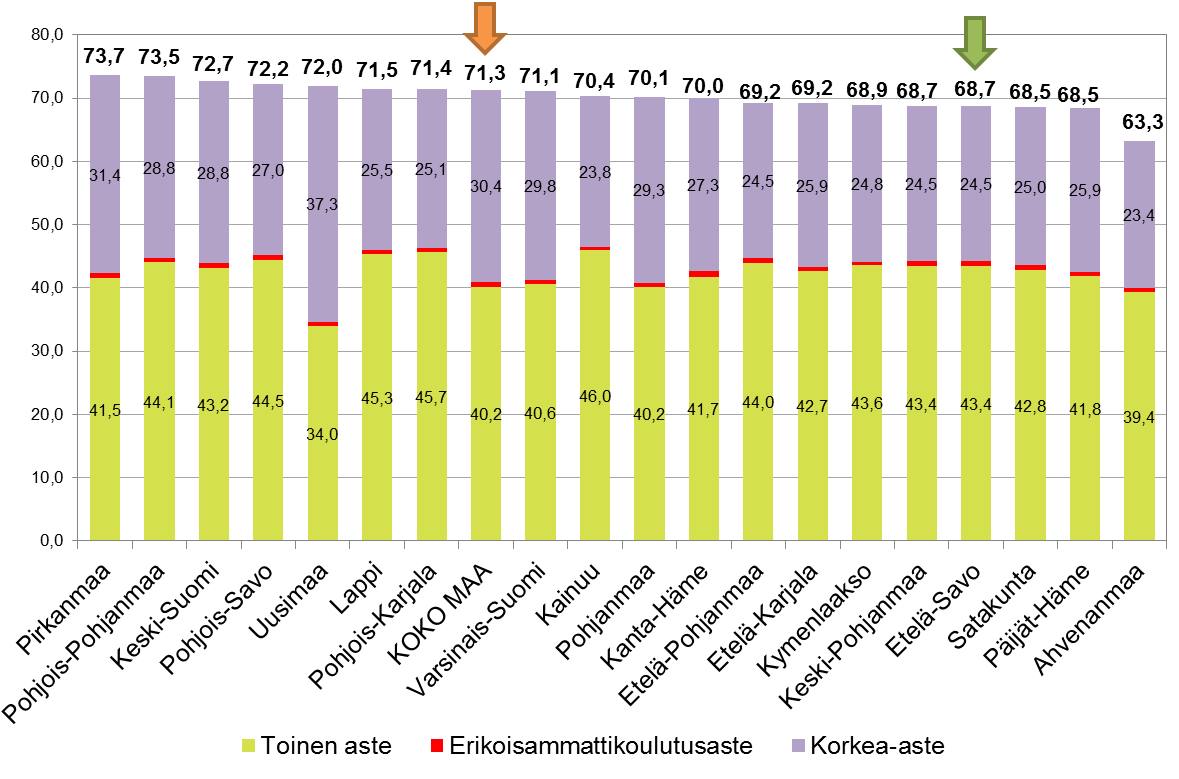 80,0
70,0
60,0
50,0
40,0
30,0
20,0
10,0
0,0
73,7 73,5 72,7 72,2 72,0 71,5 71,4 71,3 71,1 70,4 70,1 70,0 69,2 69,2 68,9 68,7 68,7 68,5 68,5 63,3
31,4 28,8 28,8 27,0 37,3 25,5 25,1 30,4 29,8 23,8 29,3 27,3 24,5 25,9 24,8 24,5 24,5 25,0 25,9 23,4
41,5 44,1 43,2 44,5 34,0 45,3 45,7 40,2 40,6 46,0 40,2 41,7 44,0 42,7 43,6 43,4 43,4 42,8 41,8 39,4
Pirkanmaa
Pohjois-Pohjanmaa
Keski-Suomi
Pohjois-Savo
Uusimaa
Lappi
Pohjois-Karjala
KOKO MAA
Varsinais-Suomi
Kainuu
Pohjanmaa
Kanta-Häme
Etelä-Pohjanmaa
Etelä-Karjala
Kymenlaakso
Keski-Pohjanmaa
Etelä-Savo
Satakunta
Päijät-Häme
Ahvenanmaa
Toinen aste Erikoisammattikoulutusaste Korkea-aste